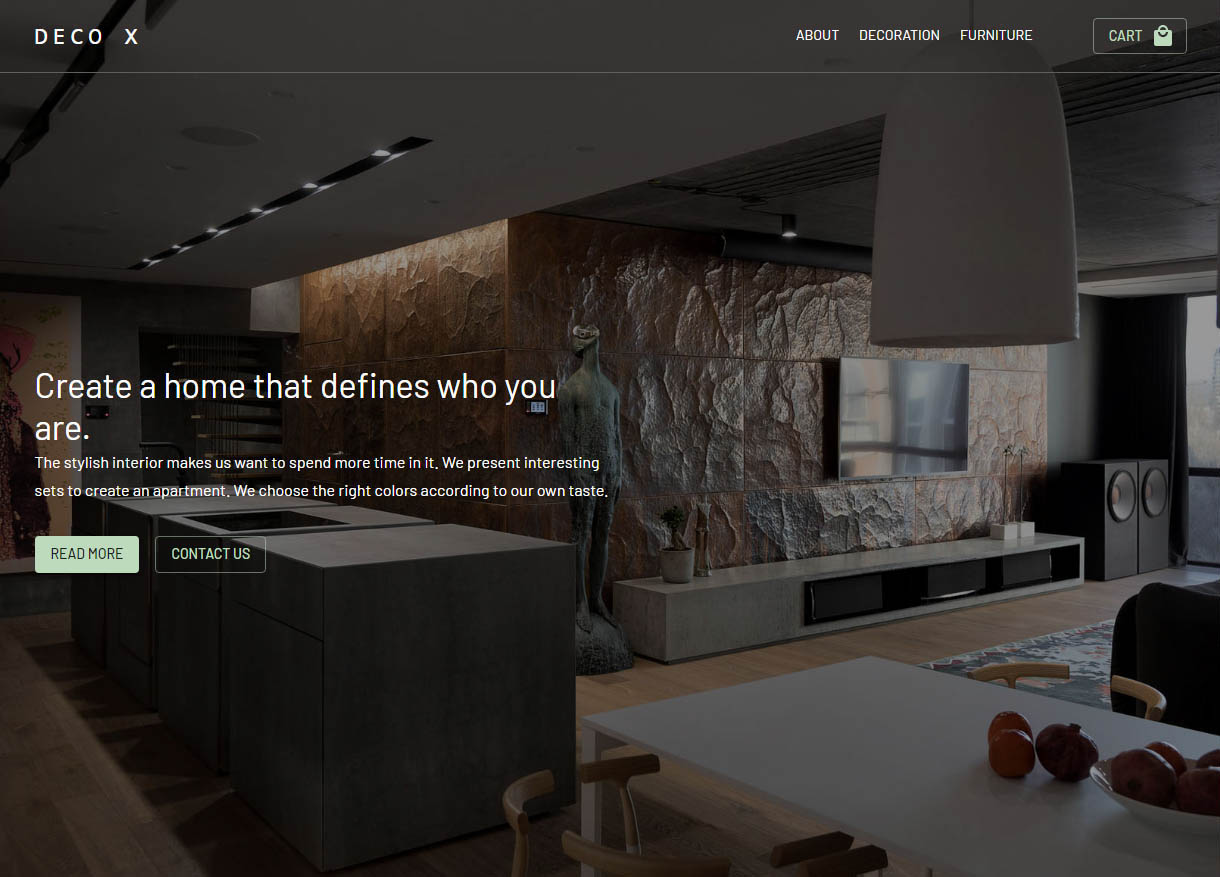 DECO X
ABOUT DECORATION FURNITURE CART
Create a home that defines who you
are.
The stylish interior makes us want to spend more time in it. We present interesting
sets to create an apartment. We choose the right colors according to our own taste.
READ MORE CONTACT US